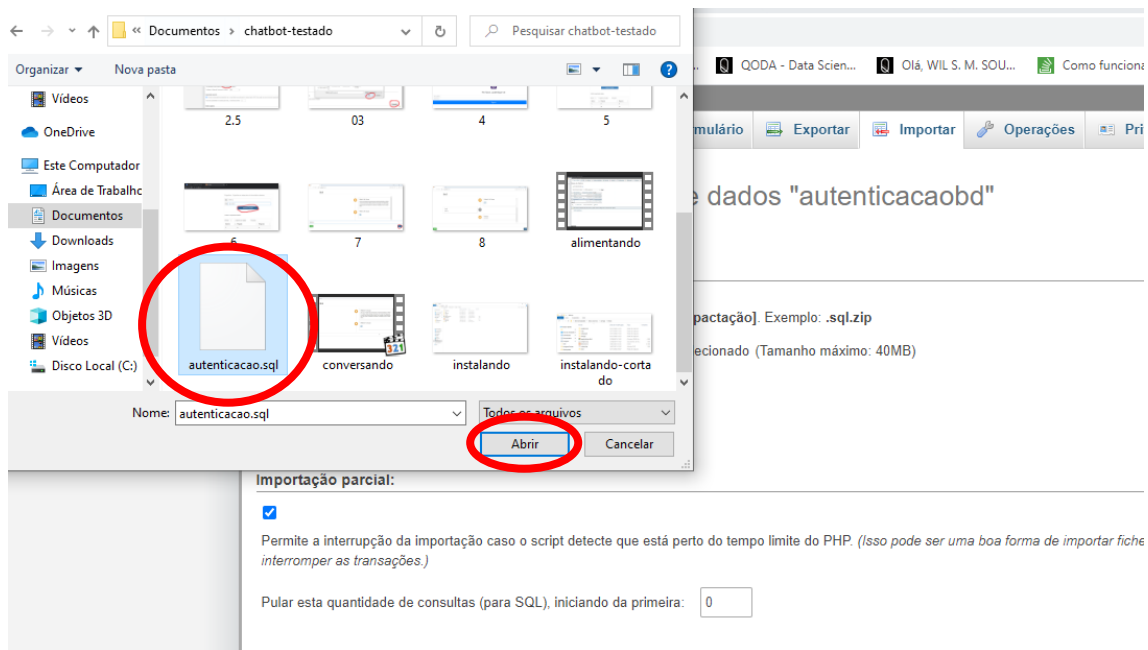 « Documentos › chatbot-testado
Pesquisar chatbot-testado
Organizar
Nova pasta
?
Vídeos
OneDrive
Este Computador
Área de Trabalho
Documentos
Downloads
Imagens
Músicas
Objetos 3D
Vídeos
Disco Local (C:)
2.5
03
4
5
6
7
8
alimentando
autenticacao.sql
conversando
instalando
instalando-corta
do
Nome:
autenticacao.sql
Todos os arquivos
Abrir
Cancelar
QODA - Data Scien...
Olá, WIL S. M. SOU...
Como funciona
mulário
Exportar
Importar
Operações
Pri
e dados "autenticacaobd"
pactação]. Exemplo: .sql.zip
ecionado (Tamanho máximo: 40MB)
Importação parcial:
Permite a interrupção da importação caso o script detecte que está perto do tempo limite do PHP. (Isso pode ser uma boa forma de importar fiche
interromper as transações.)
Pular esta quantidade de consultas (para SQL), iniciando da primeira:
0